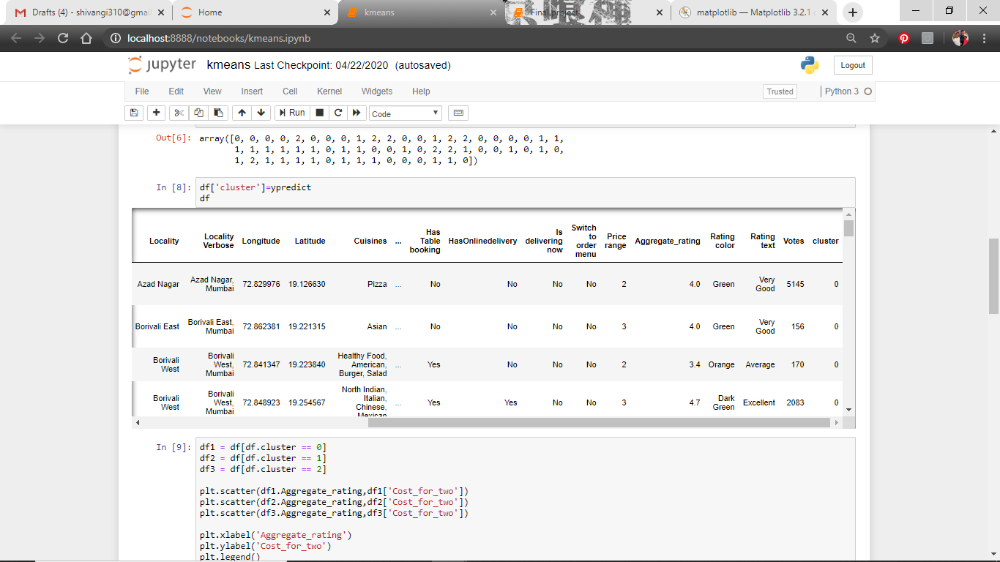 Drafts (4) - shivangi310@gmai
Home
kmeans
Final project
matplotlib — Matplotlib 3.2.1
localhost:8888/notebooks/kmeans.ipynb
jupyter kmeans Last Checkpoint: 04/22/2020 (autosaved)
Logout
File Edit View Insert Cell Kernel Widgets Help
Trusted
Python 3
Run
Code
Out[6]: array([0, 0, 0, 0, 2, 0, 0, 0, 1, 2, 2, 0, 0, 1, 2, 2, 0, 0, 0, 0, 1, 1,
1, 1, 1, 1, 1, 1, 0, 1, 1, 0, 0, 1, 0, 2, 2, 1, 0, 0, 1, 0, 1, 0,
1, 2, 1, 1, 1, 1, 0, 1, 1, 1, 0, 0, 0, 1, 1, 0])
In [8]: df['cluster']=ypredict
df
Locality Locality Verbose Longitude Latitude Cuisines ... Has Table booking HasOnlinedelivery Is delivering now Switch to order menu Price range Aggregate_rating Rating color Rating text Votes cluster
Azad Nagar Azad Nagar, Mumbai 72.829976 19.126630 Pizza ... No No No No 2 4.0 Green Very Good 5145 0
Borivali East Borivali East, Mumbai 72.862381 19.221315 Asian ... No No No No 3 4.0 Green Very Good 156 0
Borivali West Borivali West, Mumbai 72.841347 19.223840 Healthy Food, American, Burger, Salad ... Yes No No No 2 3.4 Orange Average 170 0
Borivali West Borivali West, Mumbai 72.848923 19.254567 North Indian, Italian, Chinese, Mexican ... Yes Yes No No 3 4.7 Dark Green Excellent 2083 0
In [9]: df1 = df[df.cluster == 0]
df2 = df[df.cluster == 1]
df3 = df[df.cluster == 2]
plt.scatter(df1.Aggregate_rating,df1['Cost_for_two'])
plt.scatter(df2.Aggregate_rating,df2['Cost_for_two'])
plt.scatter(df3.Aggregate_rating,df3['Cost_for_two'])
plt.xlabel('Aggregate_rating')
plt.ylabel('Cost_for_two')
plt.legend()